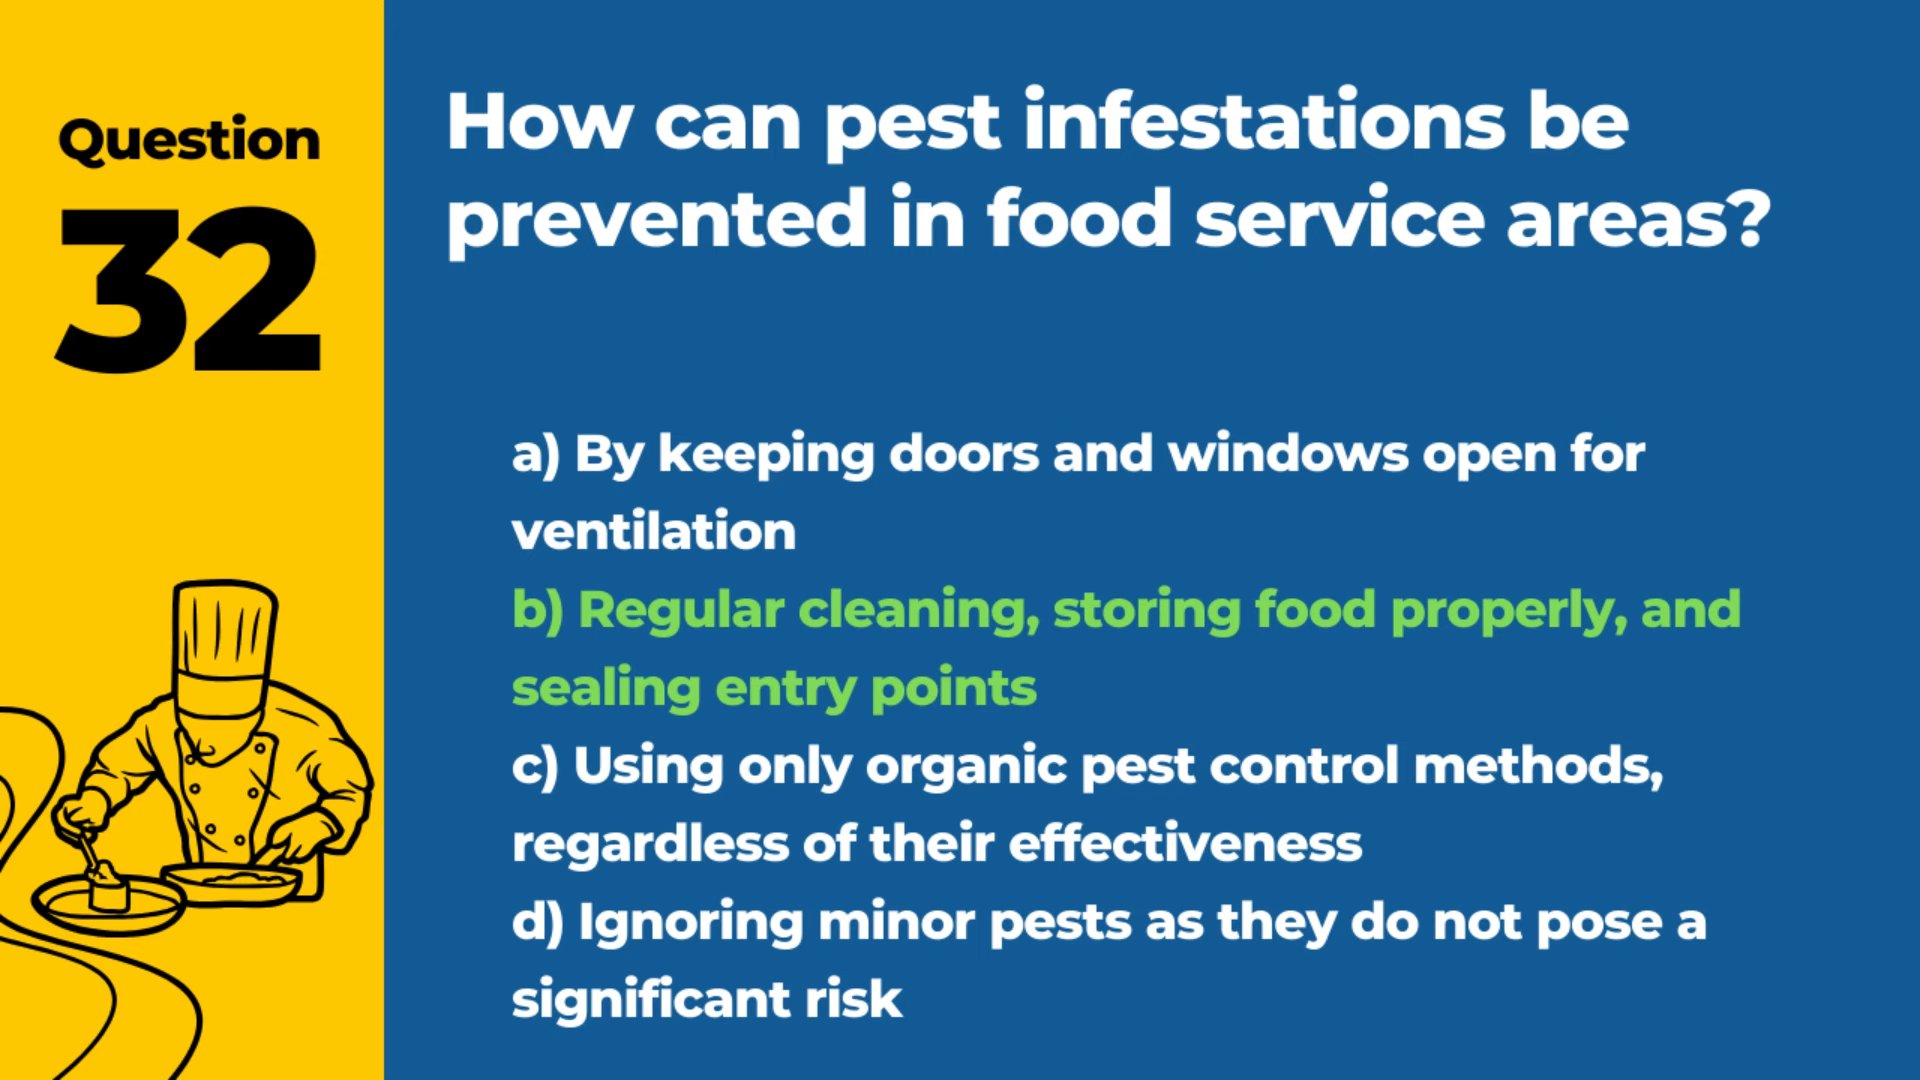 Question
32
How can pest infestations be
prevented in food service areas?
a) By keeping doors and windows open for
ventilation
b) Regular cleaning, storing food properly, and
sealing entry points
c) Using only organic pest control methods,
regardless of their effectiveness
d) Ignoring minor pests as they do not pose a
significant risk